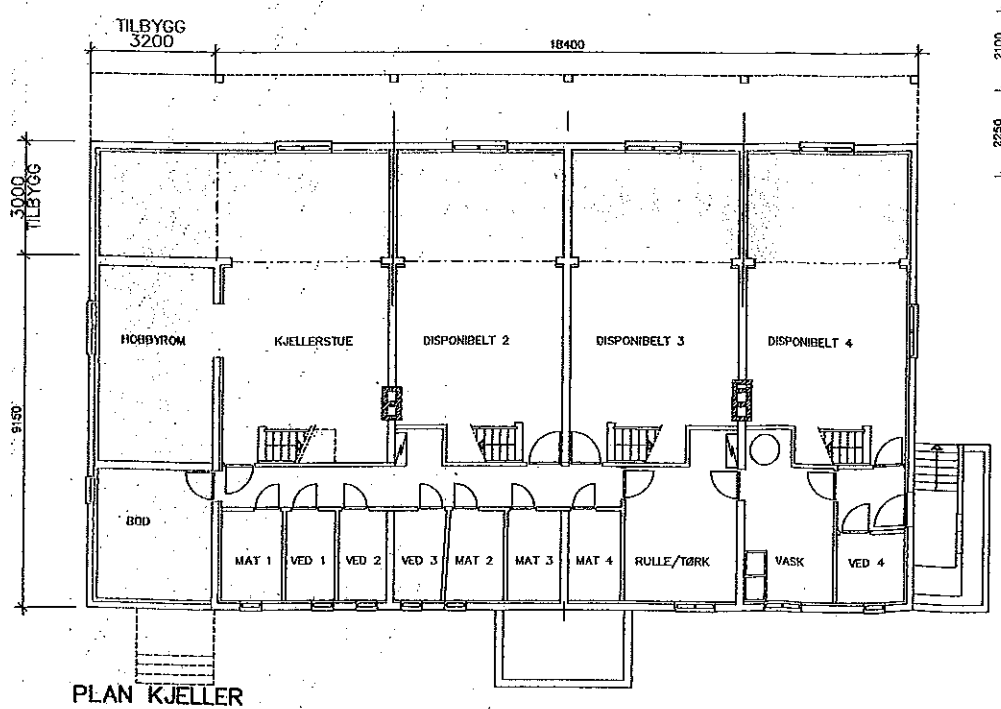 TILBYGG
3200
18400
2100
2250
3000
TILBYGG
9150
HOBBYROM
KJELLERSTUE
DISPONIBELT 2
DISPONIBELT 3
DISPONIBELT 4
BOD
MAT 1
VED 1
VED 2
VED 3
MAT 2
MAT 3
MAT 4
RULLE/TØRK
VASK
VED 4
PLAN KJELLER